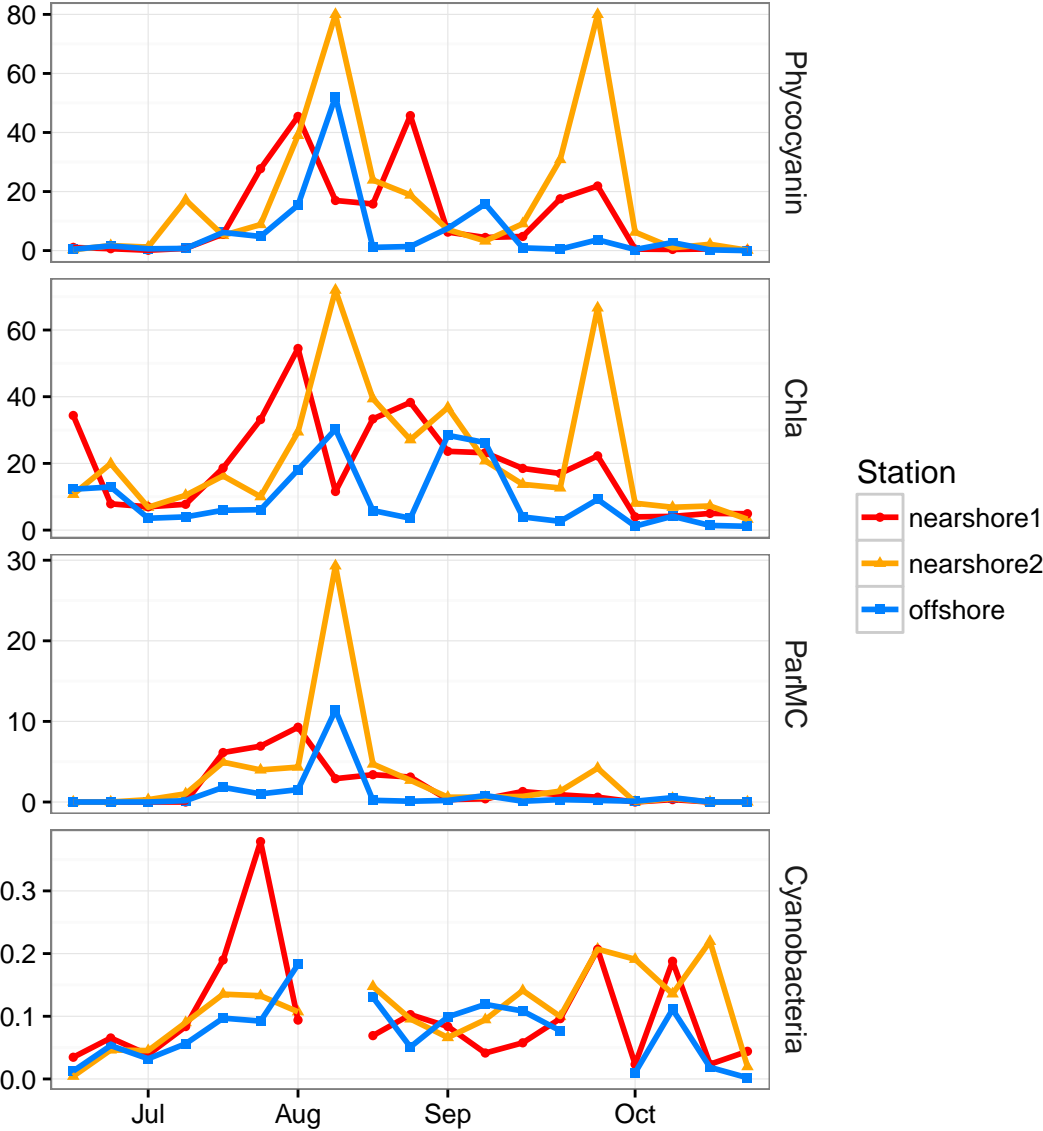 80
60
40
20
0
Phycocyanin
60
40
20
0
Chla
30
20
10
0
ParMC
0.3
0.2
0.1
0.0
Cyanobacteria
Jul Aug Sep Oct
Station
nearshore1
nearshore2
offshore